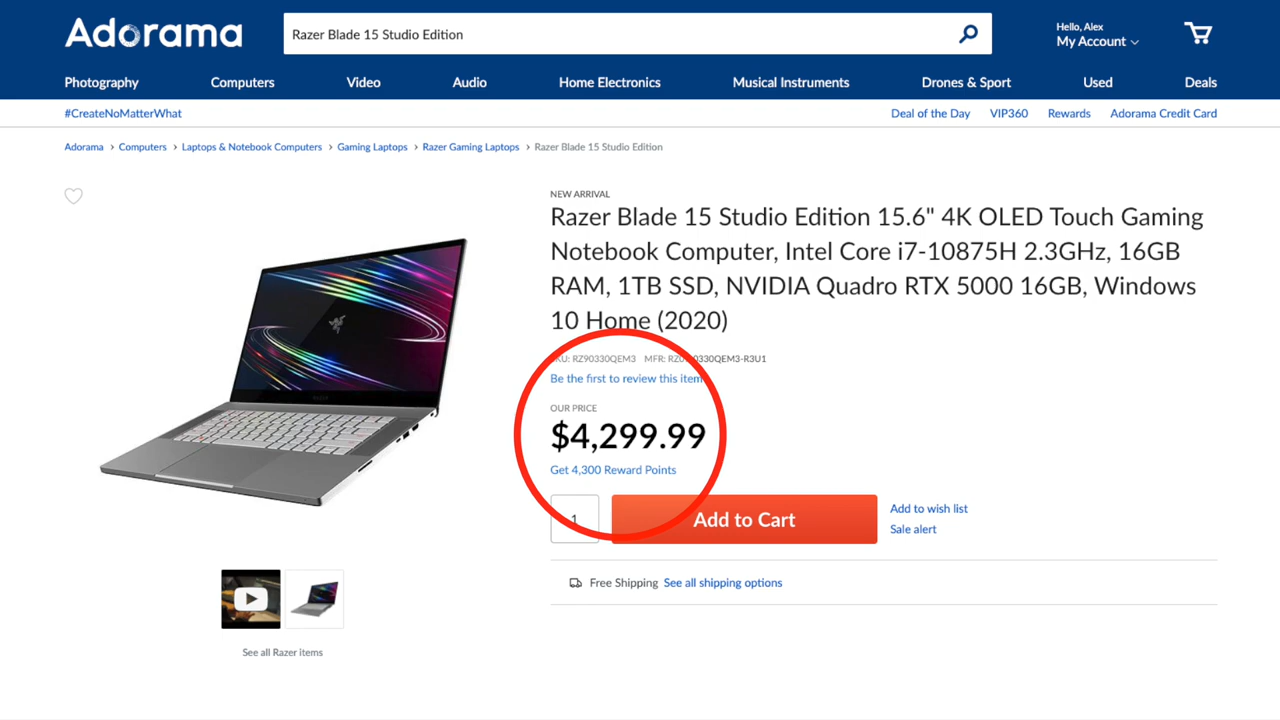 Adorama
Razer Blade 15 Studio Edition
Hello, Alex
My Account
Photography Computers Video Audio Home Electronics Musical Instruments Drones & Sport Used Deals
#CreateNoMatterWhat Deal of the Day VIP360 Rewards Adorama Credit Card
Adorama > Computers > Laptops & Notebook Computers > Gaming Laptops > Razer Gaming Laptops > Razer Blade 15 Studio Edition
NEW ARRIVAL
Razer Blade 15 Studio Edition 15.6" 4K OLED Touch Gaming
Notebook Computer, Intel Core i7-10875H 2.3GHz, 16GB
RAM, 1TB SSD, NVIDIA Quadro RTX 5000 16GB, Windows
10 Home (2020)
RZ90330QEM3 MFR:
Be the first to review this item
OUR PRICE
$4,299.99
Get 4,300 Reward Points
1
Add to Cart
Add to wish list
Sale alert
Free Shipping See all shipping options
See all Razer items